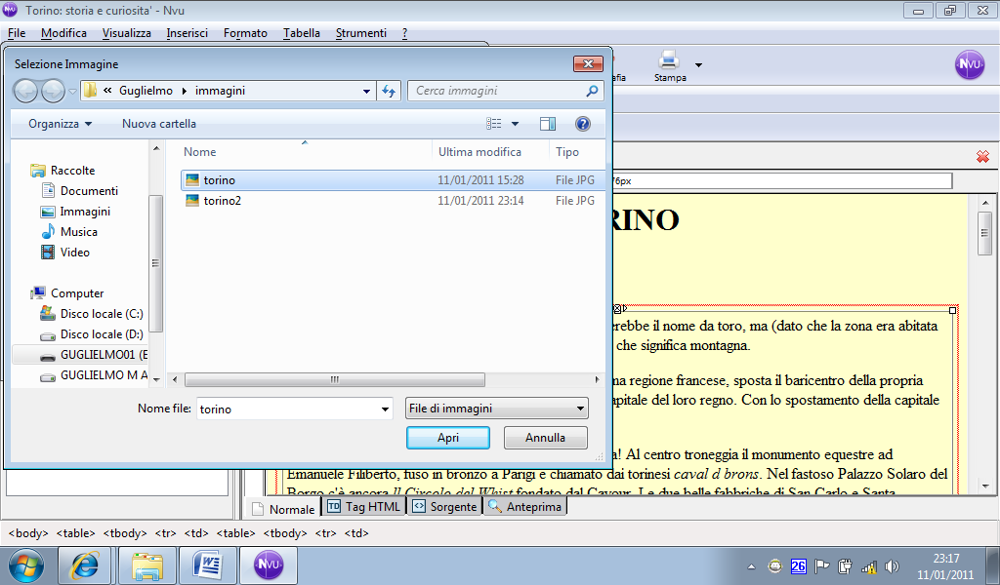 Torino: storia e curiosita' - Nvu
File Modifica Visualizza Inserisci Formato Tabella Strumenti ?
Selezione Immagine
Stampa
NVU
« Guglielmo immagini
Cerca immagini
Organizza Nuova cartella
Nome Ultima modifica Tipo
torino 11/01/2011 15:28 File JPG
torino2 11/01/2011 23:14 File JPG
Raccolte
Documenti
Immagini
Musica
Video
Computer
Disco locale (C:)
Disco locale (D:)
GUGLIELMO01 (E
GUGLIELMO M A
Nome file: torino File di immagini
Apri Annulla
6px
RINO
erebbe il nome da toro, ma (dato che la zona era abitata
che significa montagna.
na regione francese, sposta il baricentro della propria
apitale del loro regno. Con lo spostamento della capitale
a! Al centro troneggia il monumento equestre ad
Emanuele Filiberto, fuso in bronzo a Parigi e chiamato dai torinesi caval d brons. Nel fastoso Palazzo Solaro del
Borgo c'è ancora Il Circolo del Whist fondato dal Cavour. Le due belle fabbriche di San Carlo e Santa
Normale Tag HTML Sorgente Anteprima
<body> <table> <tbody> <tr> <td> <table> <tbody> <tr> <td>
26
23:17
11/01/2011